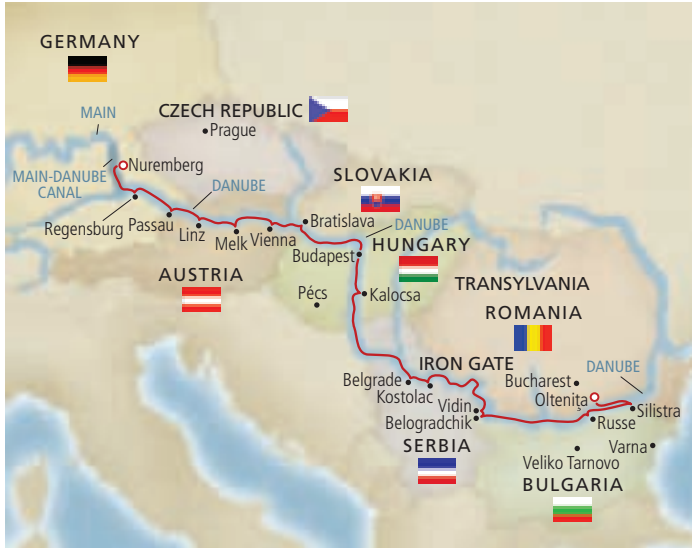 GERMANY
MAIN
CZECH REPUBLIC
Prague
Nuremberg
MAIN-DANUBE
CANAL
SLOVAKIA
DANUBE
Regensburg
Passau
Linz
Melk
Vienna
Bratislava
DANUBE
HUNGARY
Budapest
AUSTRIA
TRANSYLVANIA
Pécs
Kalocsa
ROMANIA
IRON GATE
DANUBE
Belgrade
Kostolac
Bucharest
Oltenița
Vidin
Silistra
Belogradchik
Russe
SERBIA
Varna
Veliko Tarnovo
BULGARIA